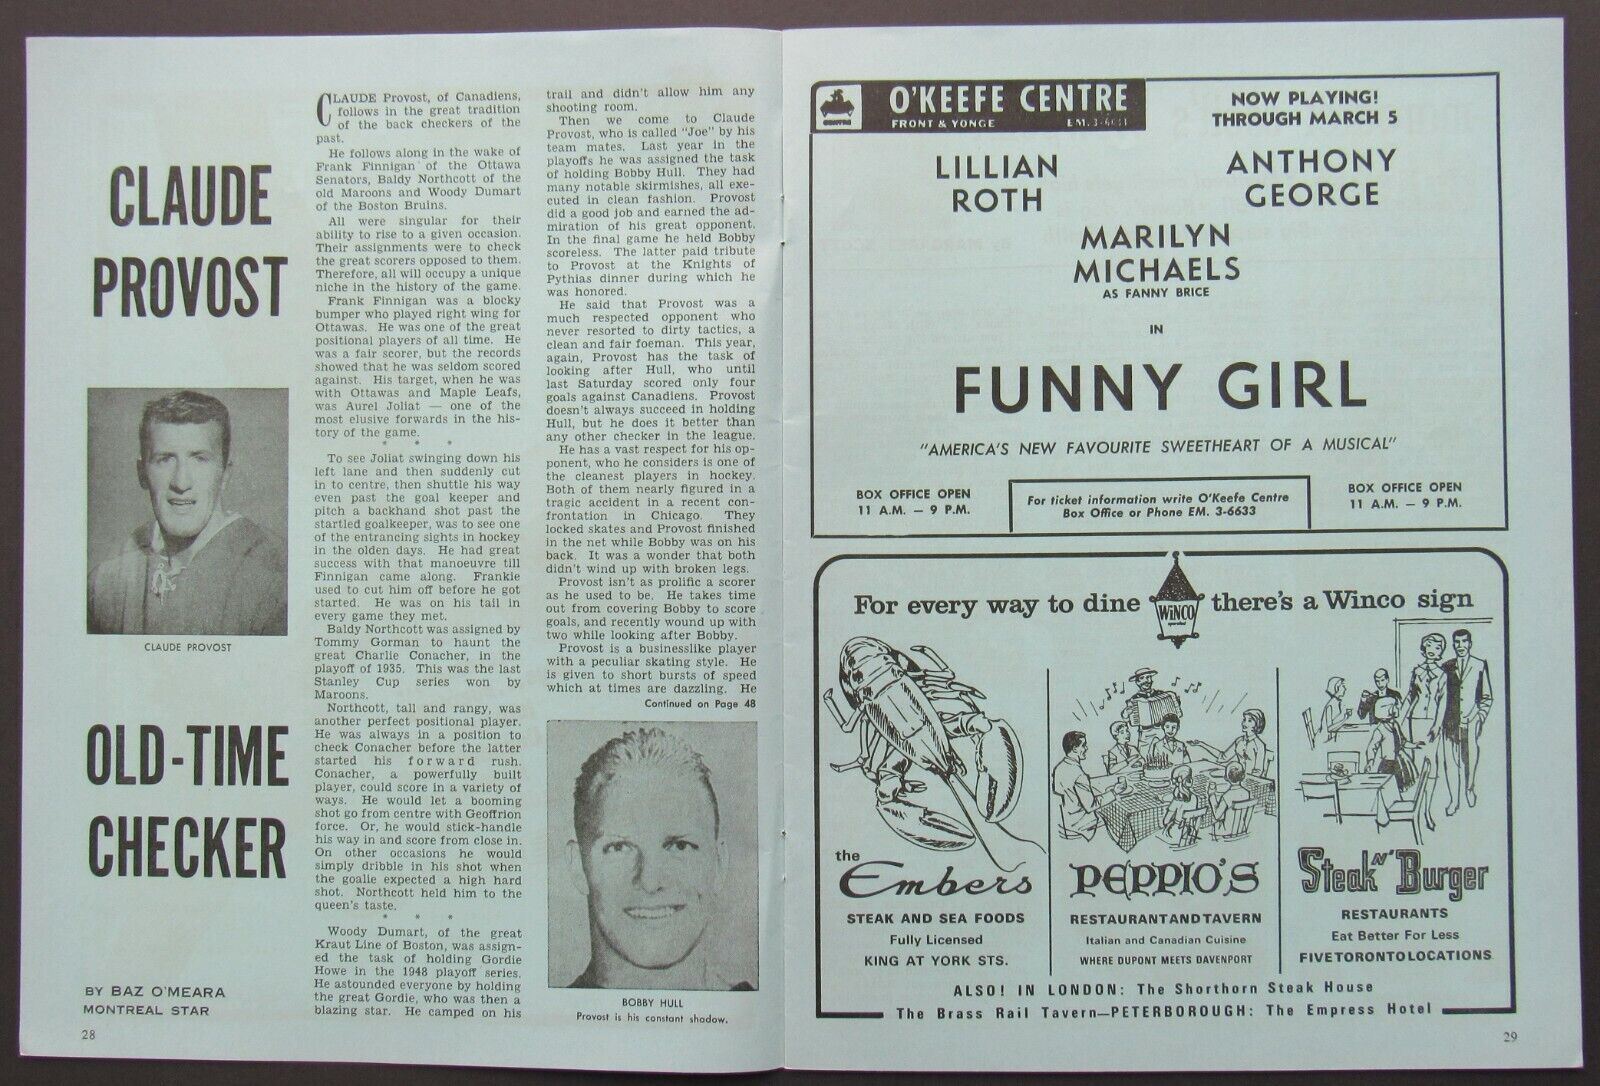 CLAUDE
PROVOST
CLAUDE PROVOST
OLD-TIME
CHECKER
BY BAZ O'MEARA
MONTREAL STAR
28
CLAUDE Provost, of Canadiens,
follows in the great tradition
of the back checkers of the
past.
He follows along in the wake of
Frank Finnigan of the Ottawa
Senators, Baldy Northcott of the
old Maroons and Woody Dumart
of the Boston Bruins.
All were singular for their
ability to rise to a given occasion.
Their assignments were to check
the great scorers opposed to them.
Therefore, all will occupy a unique
niche in the history of the game.
Frank Finnigan was a blocky
bumper who played right wing for
Ottawas. He was one of the great
positional players of all time. He
was a fair scorer, but the records
showed that he was seldom scored
against. His target, when he was
with Ottawas and Maple Leafs,
was Aurel Joliat — one of the
most elusive forwards in the his-
tory of the game.
* * *
To see Joliat swinging down his
left lane and then suddenly cut
in to centre, then shuttle his way
even past the goal keeper and
pitch a backhand shot past the
startled goalkeeper, was to see one
of the entrancing sights in hockey
in the olden days. He had great
success with that manoeuvre till
Finnigan came along. Frankie
used to cut him off before he got
started. He was on his tail in
every game they met.
Baldy Northcott was assigned by
Tommy Gorman to haunt the
great Charlie Conacher, in the
playoff of 1935. This was the last
Stanley Cup series won by
Maroons.
Northcott, tall and rangy, was
another perfect positional player.
He was always in a position to
check Conacher before the latter
started his forward rush.
Conacher, a powerfully built
player, could score in a variety of
ways. He would let a booming
shot go from centre with Geoffrion
force. Or, he would stick-handle
his way in and score from close in.
On other occasions he would
simply dribble in his shot when
the goalie expected a high hard
shot. Northcott held him to the
queen's taste.
* * *
Woody Dumart, of the great
Kraut Line of Boston, was assign-
ed the task of holding Gordie
Howe in the 1948 playoff series.
He astounded everyone by holding
the great Gordie, who was then a
blazing star. He camped on his
trail and didn't allow him any
shooting room.
Then we come to Claude
Provost, who is called "Joe" by his
team mates. Last year in the
playoffs he was assigned the task
of holding Bobby Hull. They had
many notable skirmishes, all exe-
cuted in clean fashion. Provost
did a good job and earned the ad-
miration of his great opponent.
In the final game he held Bobby
scoreless. The latter paid tribute
to Provost at the Knights of
Pythias dinner during which he
was honored.
He said that Provost was a
much respected opponent who
never resorted to dirty tactics, a
clean and fair foeman. This year,
again, Provost has the task of
looking after Hull, who until
last Saturday scored only four
goals against Canadiens. Provost
doesn't always succeed in holding
Hull, but he does it better than
any other checker in the league.
He has a vast respect for his op-
ponent, who he considers is one of
the cleanest players in hockey.
Both of them nearly figured in a
tragic accident in a recent con-
frontation in Chicago. They
locked skates and Provost finished
in the net while Bobby was on his
back. It was a wonder that both
didn't wind up with broken legs.
Provost isn't as prolific a scorer
as he used to be. He takes time
out from covering Bobby to score
goals, and recently wound up with
two while looking after Bobby.
Provost is a businesslike player
with a peculiar skating style. He
is given to short bursts of speed
which at times are dazzling. He
Continued on Page 48
BOBBY HULL
Provost is his constant shadow.
O'KEEFE CENTRE
FRONT & YONGE EM. 3-6633
CENTRE
NOW PLAYING!
THROUGH MARCH 5
LILLIAN
ROTH
ANTHONY
GEORGE
MARILYN
MICHAELS
AS FANNY BRICE
IN
FUNNY GIRL
"AMERICA'S NEW FAVOURITE SWEETHEART OF A MUSICAL"
BOX OFFICE OPEN
11 A.M. — 9 P.M.
For ticket information write O'Keefe Centre
Box Office or Phone EM. 3-6633
BOX OFFICE OPEN
11 A.M. — 9 P.M.
For every way to dine WINCO there's a Winco sign
the
Embers
STEAK AND SEA FOODS
Fully Licensed
KING AT YORK STS.
PEPPIO'S
RESTAURANT AND TAVERN
Italian and Canadian Cuisine
WHERE DUPONT MEETS DAVENPORT
Steak N' Burger
RESTAURANTS
Eat Better For Less
FIVE TORONTO LOCATIONS
ALSO! IN LONDON: The Shorthorn Steak House
The Brass Rail Tavern—PETERBOROUGH: The Empress Hotel
29